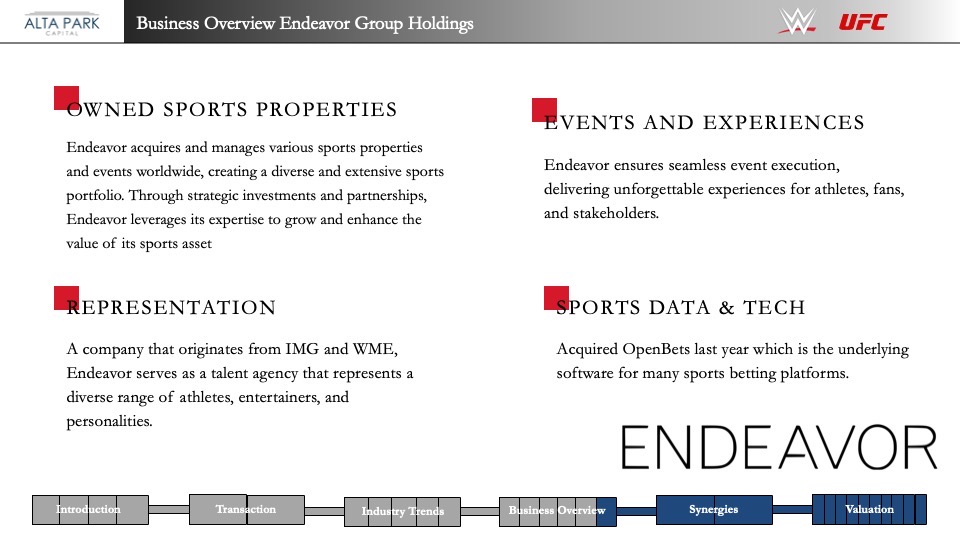 ALTA PARK
CAPITAL
Business Overview Endeavor Group Holdings
W
UFC
OWNED SPORTS PROPERTIES
Endeavor acquires and manages various sports properties
and events worldwide, creating a diverse and extensive sports
portfolio. Through strategic investments and partnerships,
Endeavor leverages its expertise to grow and enhance the
value of its sports asset
EVENTS AND EXPERIENCES
Endeavor ensures seamless event execution,
delivering unforgettable experiences for athletes, fans,
and stakeholders.
REPRESENTATION
A company that originates from IMG and WME,
Endeavor serves as a talent agency that represents a
diverse range of athletes, entertainers, and
personalities.
SPORTS DATA & TECH
Acquired OpenBets last year which is the underlying
software for many sports betting platforms.
ENDEAVOR
Introduction
Transaction
Industry Trends
Business Overview
Synergies
Valuation